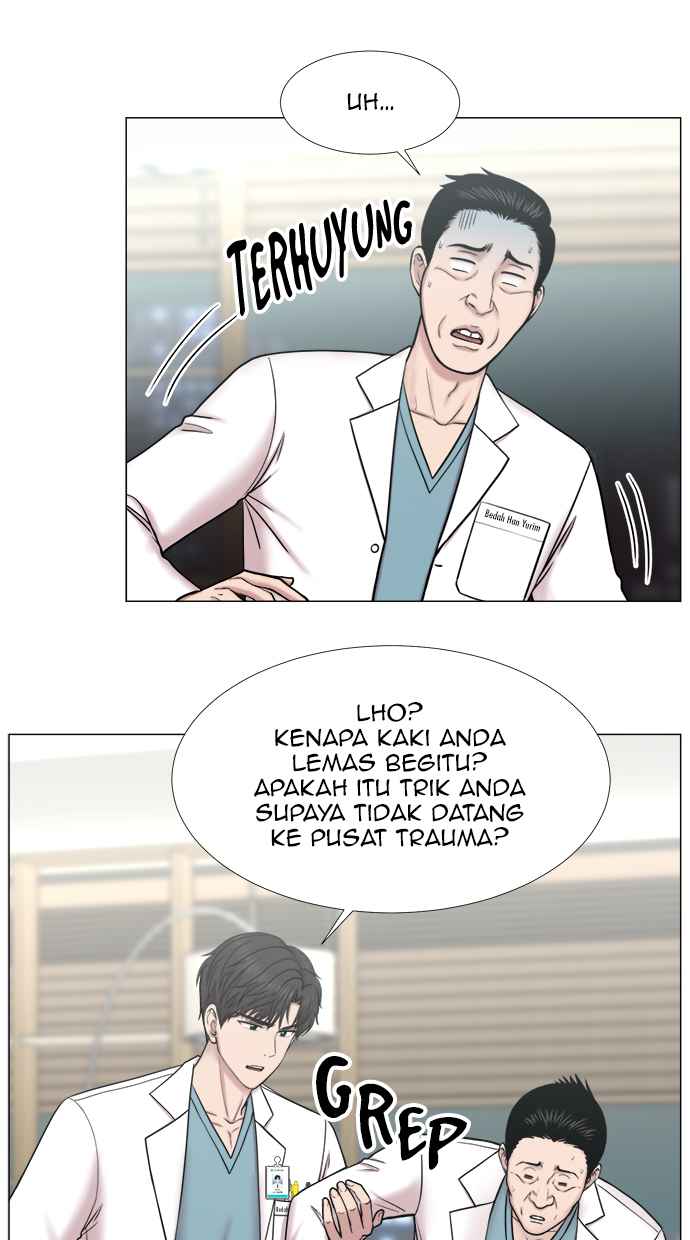 UH...
TERHUYUNG
Bedah Han Yurim
LHO?
KENAPA KAKI ANDA
LEMAS BEGITU?
APAKAH ITU TRIK ANDA
SUPAYA TIDAK DATANG
KE PUSAT TRAUMA?
GREP
Bedah